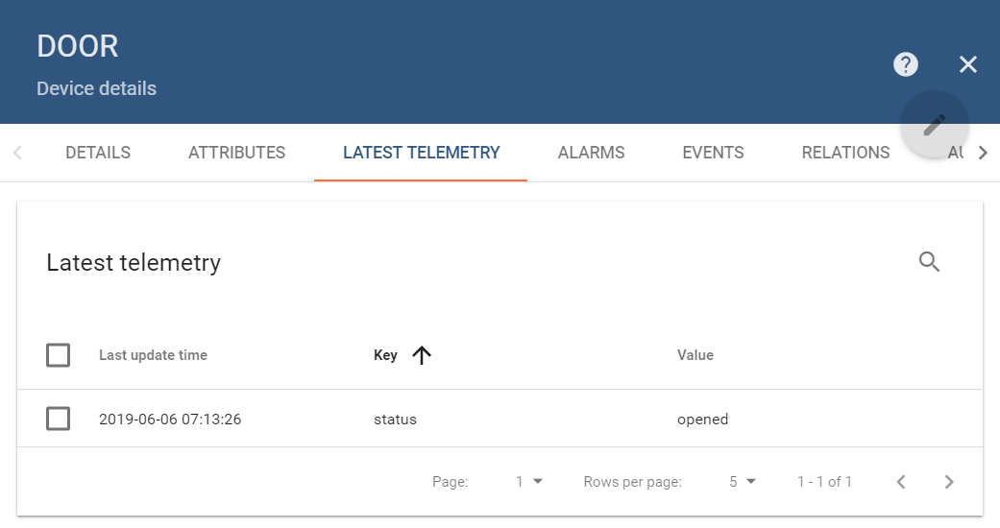 DOOR
Device details
?
DETAILS ATTRIBUTES LATEST TELEMETRY ALARMS EVENTS RELATIONS AU
Latest telemetry
Last update time Key Value
2019-06-06 07:13:26 status opened
Page: 1 Rows per page: 5 1 - 1 of 1